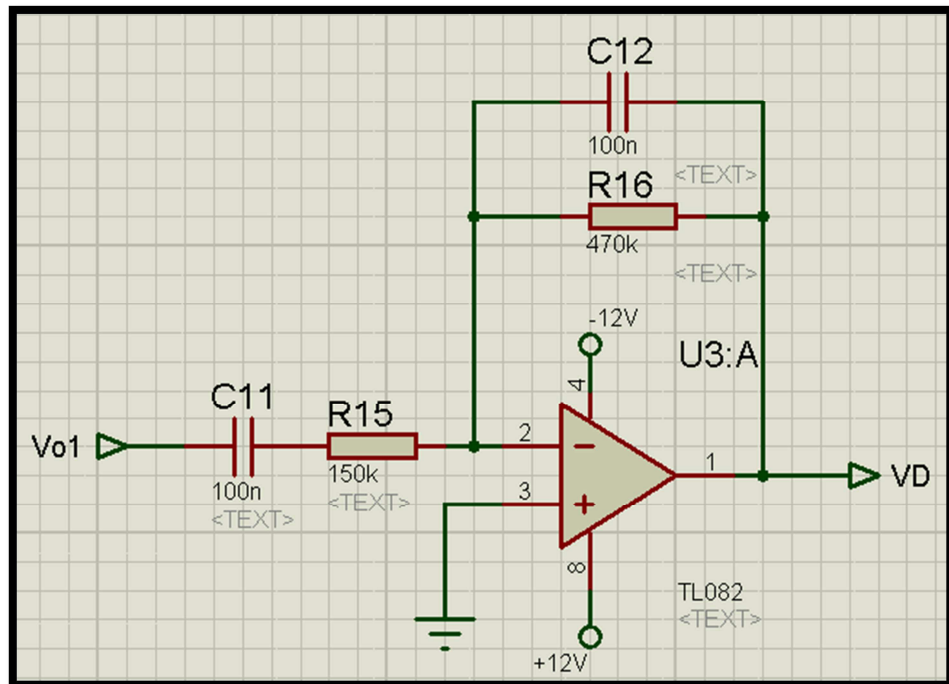 C12
100n
<TEXT>
R16
470k
<TEXT>
-12V
U3:A
4
C11
R15
Vo1
2
1
VD
100n
150k
3
<TEXT>
<TEXT>
8
TL082
<TEXT>
+12V